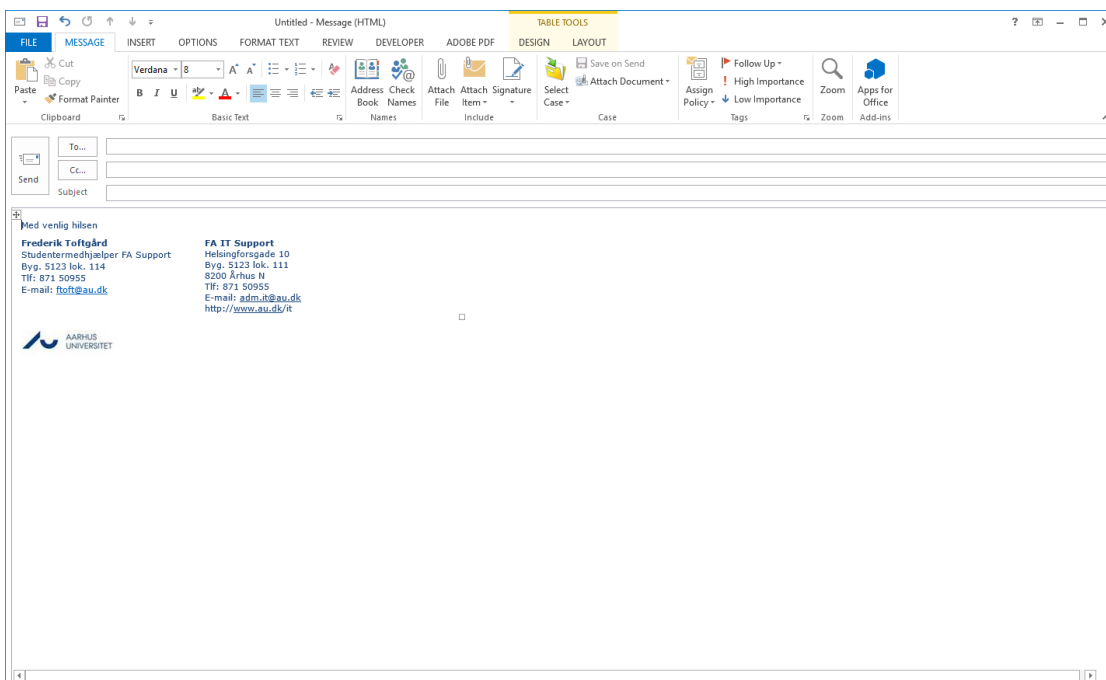 Untitled - Message (HTML)
TABLE TOOLS
?
FILE MESSAGE INSERT OPTIONS FORMAT TEXT REVIEW DEVELOPER ADOBE PDF DESIGN LAYOUT
Paste
Cut
Copy
Format Painter
Clipboard
Verdana 8
B I U
Basic Text
Address Book
Check Names
Names
Attach File
Attach Item
Signature
Include
Select Case
Save on Send
Attach Document
Case
Assign Policy
Follow Up
High Importance
Low Importance
Tags
Zoom
Zoom
Apps for Office
Add-ins
Send
To...
Cc...
Subject
Med venlig hilsen
Frederik Toftgård
Studentermedhjælper FA Support
Byg. 5123 lok. 114
Tlf: 871 50955
E-mail: ftoft@au.dk
FA IT Support
Helsingforsgade 10
Byg. 5123 lok. 111
8200 Århus N
Tlf: 871 50955
E-mail: adm.it@au.dk
http://www.au.dk/it
AARHUS
UNIVERSITET